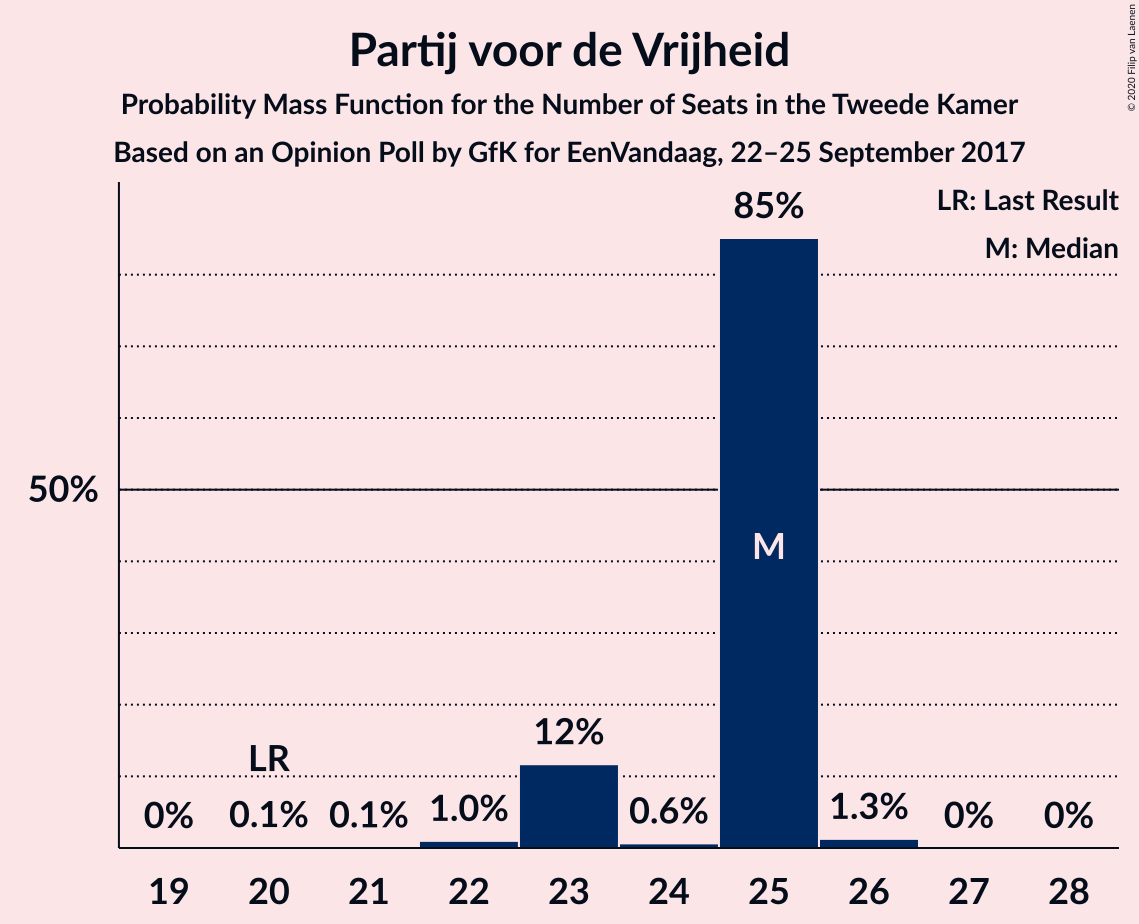 Partij voor de Vrijheid
Probability Mass Function for the Number of Seats in the Tweede Kamer
Based on an Opinion Poll by GfK for EenVandaag, 22–25 September 2017
© 2020 Filip van Laenen
LR: Last Result
M: Median
85%
50%
M
12%
LR
0% 0.1% 0.1% 1.0% 0.6% 1.3% 0% 0%
19 20 21 22 23 24 25 26 27 28